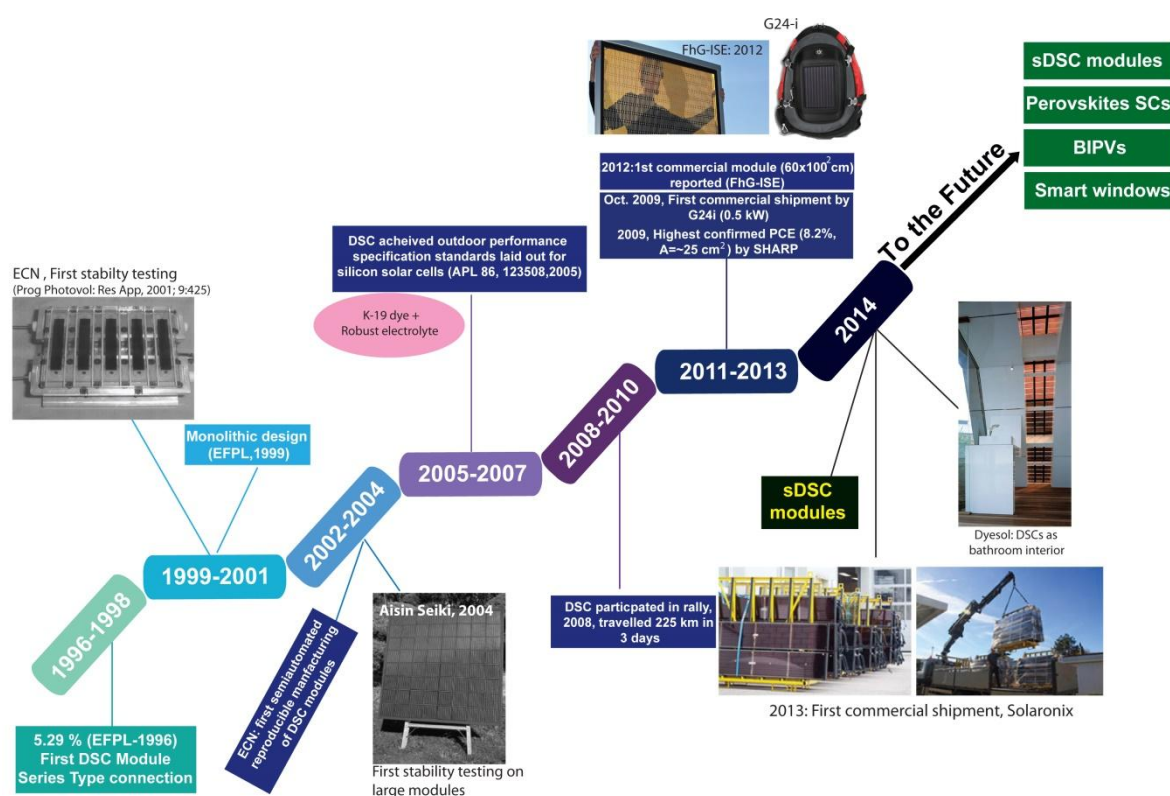 G24-i
FhG-ISE: 2012
sDSC modules
Perovskites SCs
BIPVs
Smart windows
To the Future
2012:1st commercial module (60x100 cm²)
reported (FhG-ISE)
Oct. 2009, First commercial shipment by
G24i (0.5 kW)
2009, Highest confirmed PCE (8.2%,
A=~25 cm²) by SHARP
DSC acheived outdoor performance
specification standards laid out for
silicon solar cells (APL 86, 123508,2005)
K-19 dye +
Robust electrolyte
ECN , First stabilty testing
(Prog Photovol: Res App, 2001; 9:425)
Monolithic design
(EFPL,1999)
1996-1998
1999-2001
2002-2004
2005-2007
2008-2010
2011-2013
2014
5.29 % (EFPL-1996)
First DSC Module
Series Type connection
ECN: first semiautomated
reproducible manfacturing
of DSC modules
Aisin Seiki, 2004
First stability testing on
large modules
DSC particpated in rally,
2008, travelled 225 km in
3 days
sDSC
modules
Dyesol: DSCs as
bathroom interior
2013: First commercial shipment, Solaronix